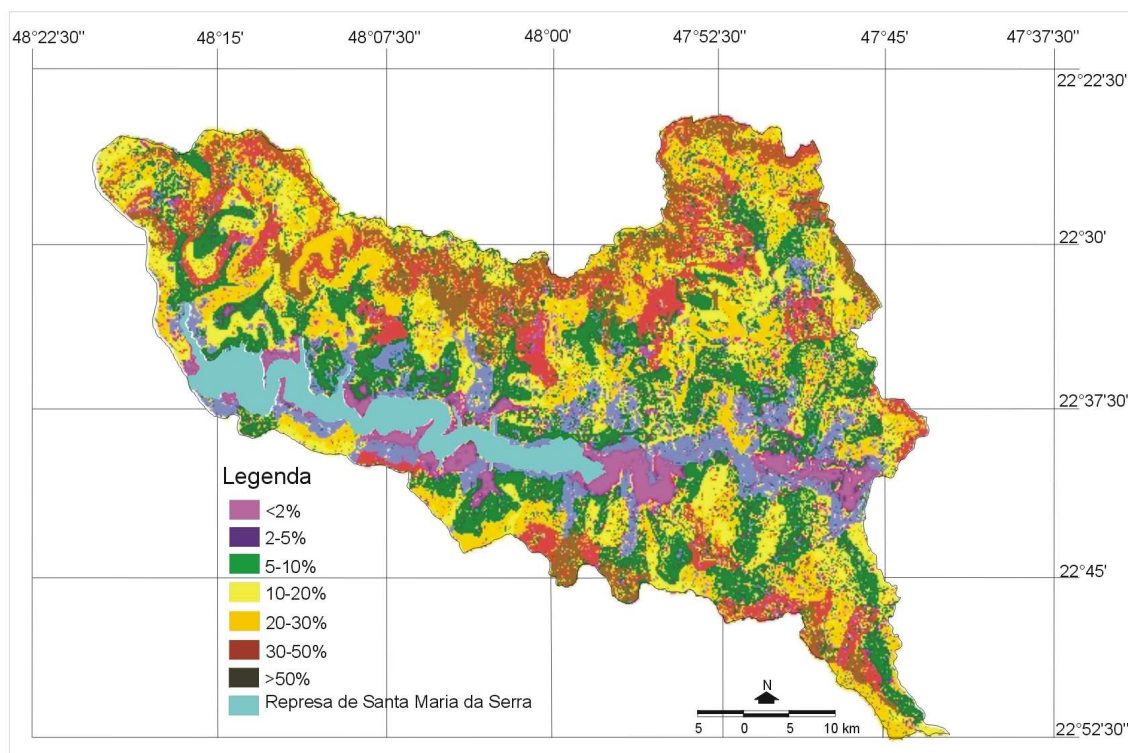 48°22'30" 48°15' 48°07'30" 48°00' 47°52'30" 47°45' 47°37'30"
22°22'30'
22°30'
22°37'30"
Legenda
<2%
2-5%
5-10%
10-20%
20-30%
30-50%
>50%
Represa de Santa Maria da Serra
22°45'
N
5 0 5 10 km
22°52'30"